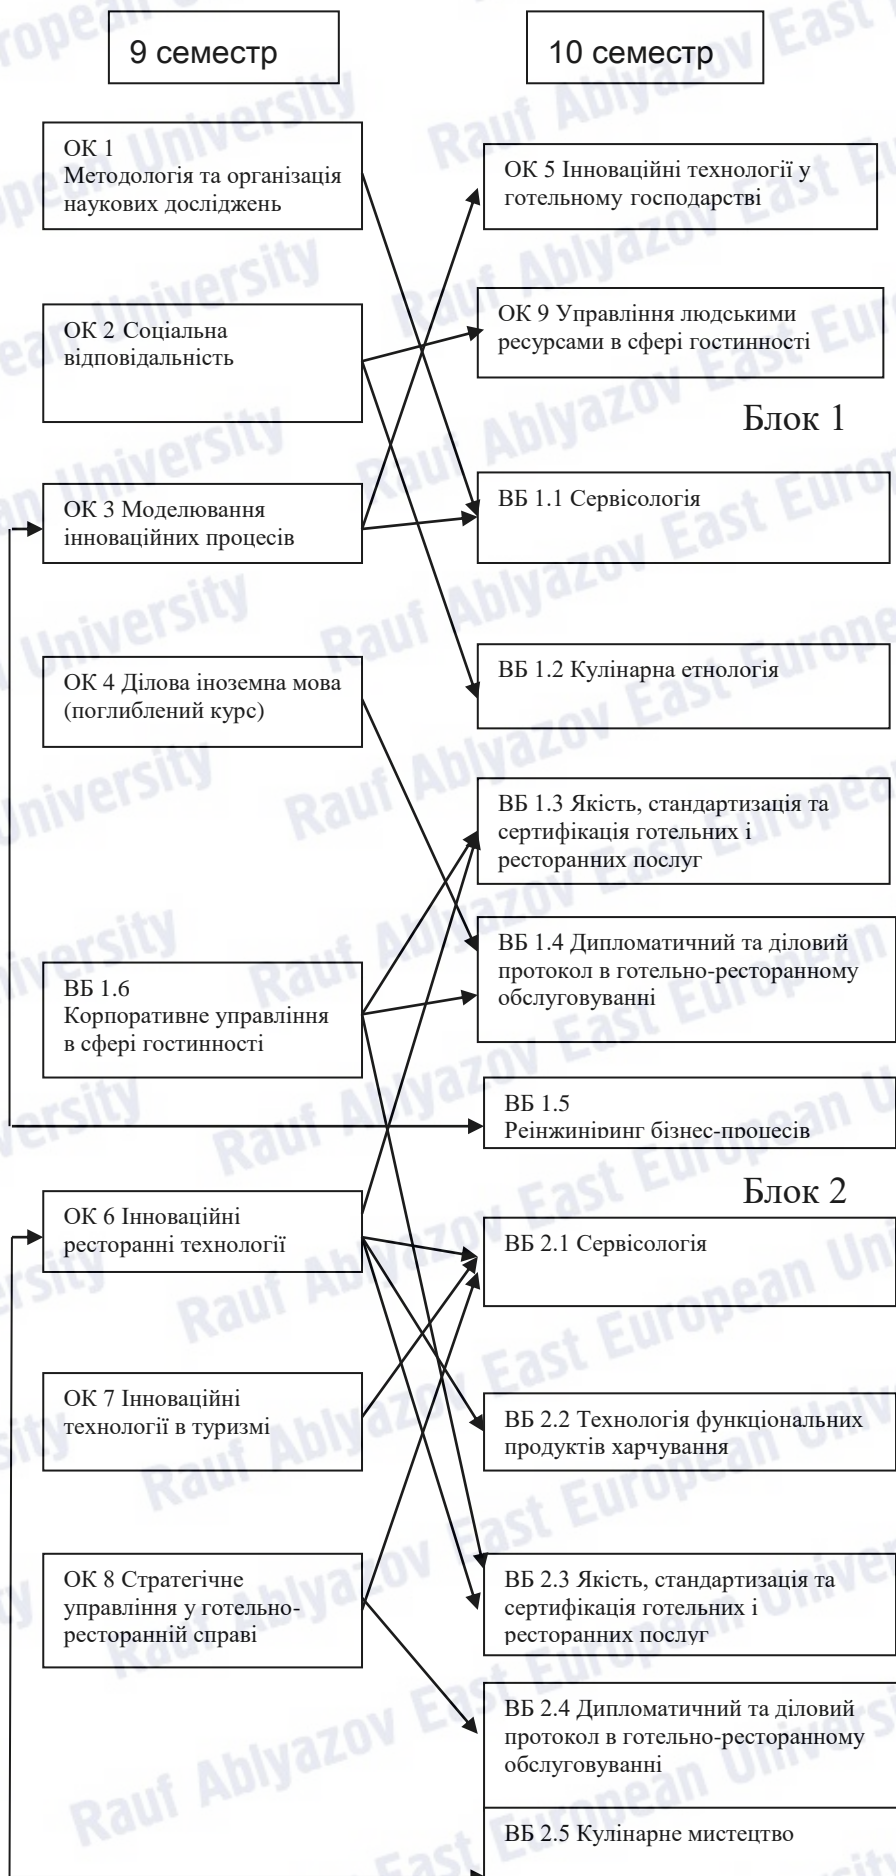 9 семестр
10 семестр
ОК 1
Методологія та організація
наукових досліджень
ОК 5 Інноваційні технології у
готельному господарстві
ОК 2 Соціальна
відповідальність
ОК 9 Управління людськими
ресурсами в сфері гостинності
Блок 1
ОК 3 Моделювання
інноваційних процесів
ВБ 1.1 Сервісологія
ОК 4 Ділова іноземна мова
(поглиблений курс)
ВБ 1.2 Кулінарна етнологія
ВБ 1.3 Якість, стандартизація та
сертифікація готельних і
ресторанних послуг
ВБ 1.6
Корпоративне управління
в сфері гостинності
ВБ 1.4 Дипломатичний та діловий
протокол в готельно-ресторанному
обслуговуванні
ВБ 1.5
Реінжиніринг бізнес-процесів
Блок 2
ОК 6 Інноваційні
ресторанні технології
ВБ 2.1 Сервісологія
ОК 7 Інноваційні
технології в туризмі
ВБ 2.2 Технологія функціональних
продуктів харчування
ОК 8 Стратегічне
управління у готельно-
ресторанній справі
ВБ 2.3 Якість, стандартизація та
сертифікація готельних і
ресторанних послуг
ВБ 2.4 Дипломатичний та діловий
протокол в готельно-ресторанному
обслуговуванні
ВБ 2.5 Кулінарне мистецтво
Rauf Ablyazov East European University